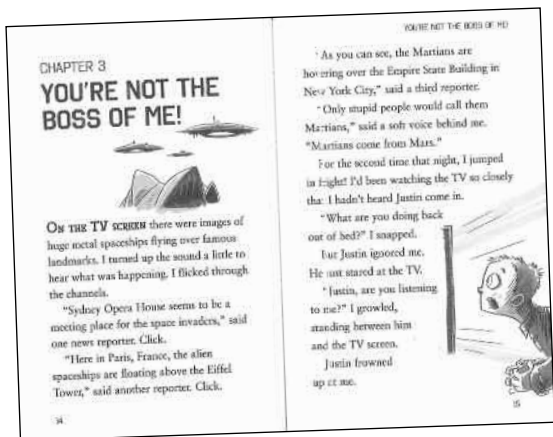 CHAPTER 3
YOU'RE NOT THE
BOSS OF ME!
ON THE TV SCREEN there were images of
huge metal spaceships flying over famous
landmarks. I turned up the sound a little to
hear what was happening. I flicked through
the channels.
"Sydney Opera House seems to be a
meeting place for the space invaders," said
one news reporter. Click.
"Here in Paris, France, the alien
spaceships are floating above the Eiffel
Tower," said another reporter. Click.
14
YOU'RE NOT THE BOSS OF ME!
"As you can see, the Martians are
hovering over the Empire State Building in
New York City," said a third reporter.
"Only stupid people would call them
Martians," said a soft voice behind me.
"Martians come from Mars."
For the second time that night, I jumped
in fright! I'd been watching the TV so closely
that I hadn't heard Justin come in.
"What are you doing back
out of bed?" I snapped.
But Justin ignored me.
He just stared at the TV.
"Justin, are you listening
to me?" I growled,
standing between him
and the TV screen.
Justin frowned
up at me.
15